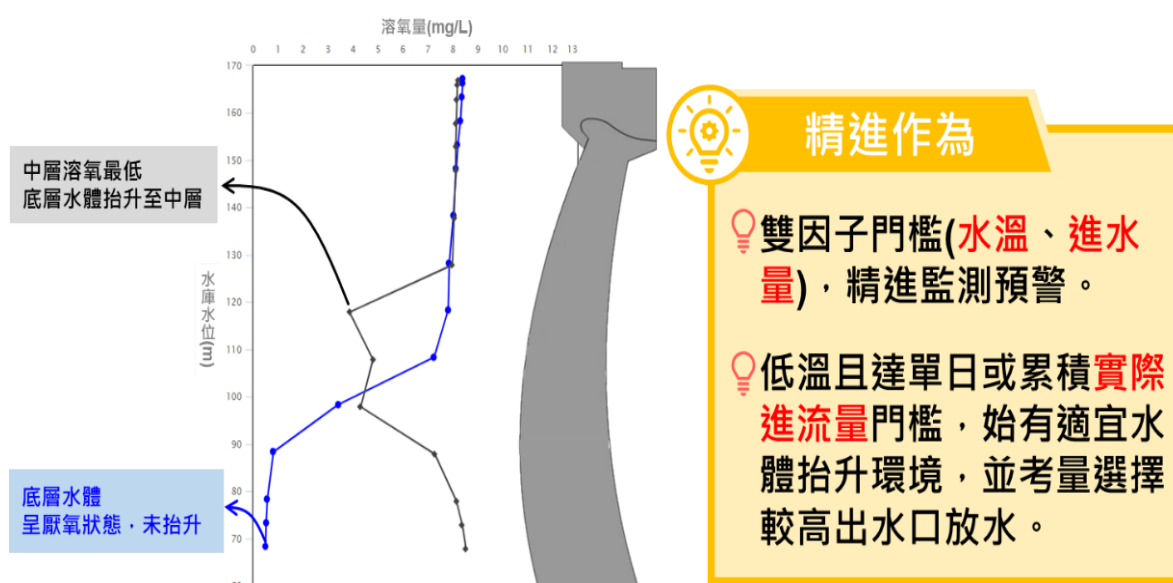 溶氧量(mg/L)
0 1 2 3 4 5 6 7 8 9 10 11 12 13
170
160
150
140
130
120
110
100
90
80
70
水庫水位(m)
中層溶氧最低
底層水體抬升至中層
底層水體
呈厭氧狀態，未抬升
精進作為
雙因子門檻(水溫、進水
量)，精進監測預警。
低溫且達單日或累積實際
進流量門檻，始有適宜水
體抬升環境，並考量選擇
較高出水口放水。